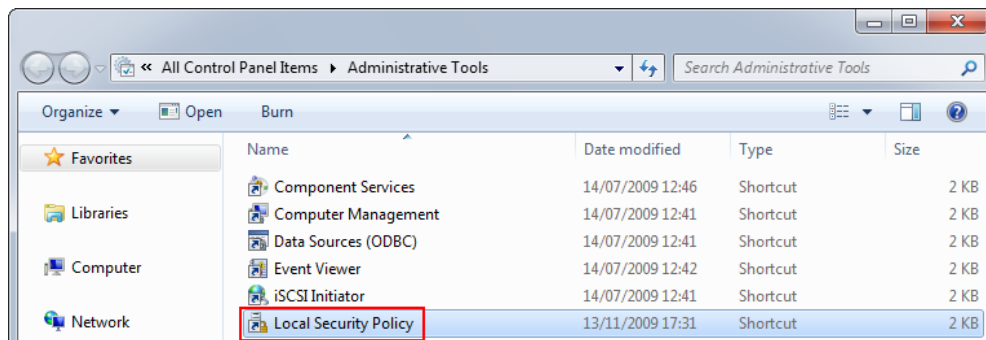 « All Control Panel Items ▸ Administrative Tools
Search Administrative Tools
Organize Open Burn
Name Date modified Type Size
Favorites
Libraries
Computer
Network
Component Services 14/07/2009 12:46 Shortcut 2 KB
Computer Management 14/07/2009 12:41 Shortcut 2 KB
Data Sources (ODBC) 14/07/2009 12:41 Shortcut 2 KB
Event Viewer 14/07/2009 12:42 Shortcut 2 KB
iSCSI Initiator 14/07/2009 12:41 Shortcut 2 KB
Local Security Policy 13/11/2009 17:31 Shortcut 2 KB